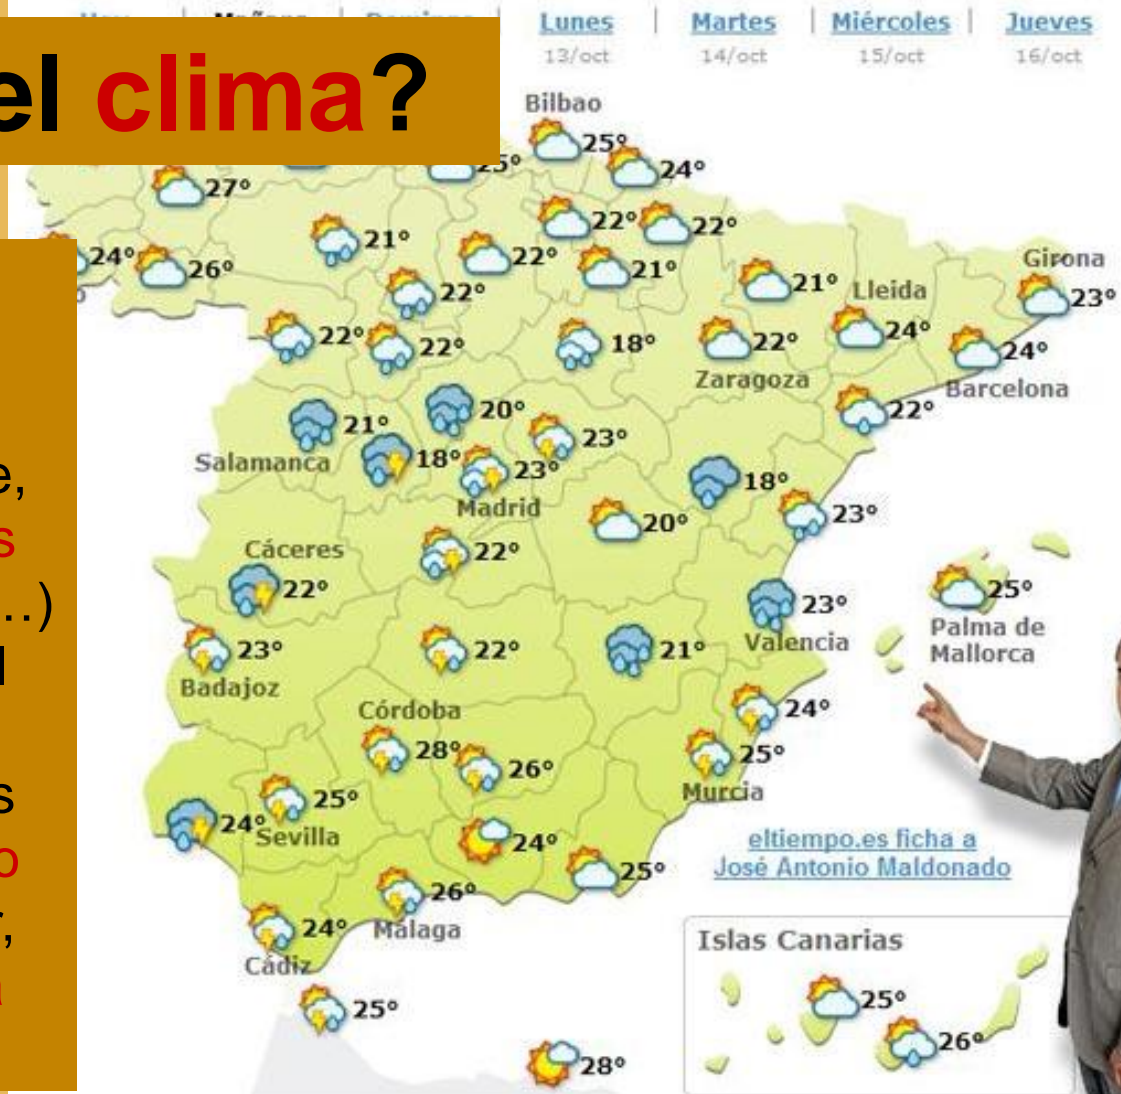 Mañana
Lunes Martes Miércoles Jueves
13/oct 14/oct 15/oct 16/oct
el clima?
Bilbao
25°
25° 24°
27°
22° 22°
21°
24° 26° 22° 21° 21° Girona
22° Lleida 23°
22° 22° 18° 22° 24° 24°
Zaragoza Barcelona
21° 20° 23° 22°
Salamanca 18° 23° 18°
Madrid 20° 23°
Cáceres 22°
22° 23° 25°
Valencia Palma de
Mallorca
23° 22° 21°
Badajoz
Córdoba 24°
28° 26° 25°
Murcia
25°
24° Sevilla 24° 25°
eltiempo.es ficha a
José Antonio Maldonado
26°
24° Málaga
Cádiz
25°
28°
Islas Canarias
25°
26°
e,
s
...)
l
s
o
r,
a